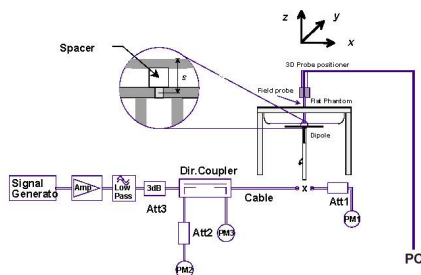 z
y
x
Spacer
s
3D Probe positioner
Field probe
Flat Phantom
Dipole
Dir.Coupler
Signal
Generato
Amp
Low
Pass
3dB
Att3
Cable
x
Att1
PM1
Att2
PM3
PM2
PC